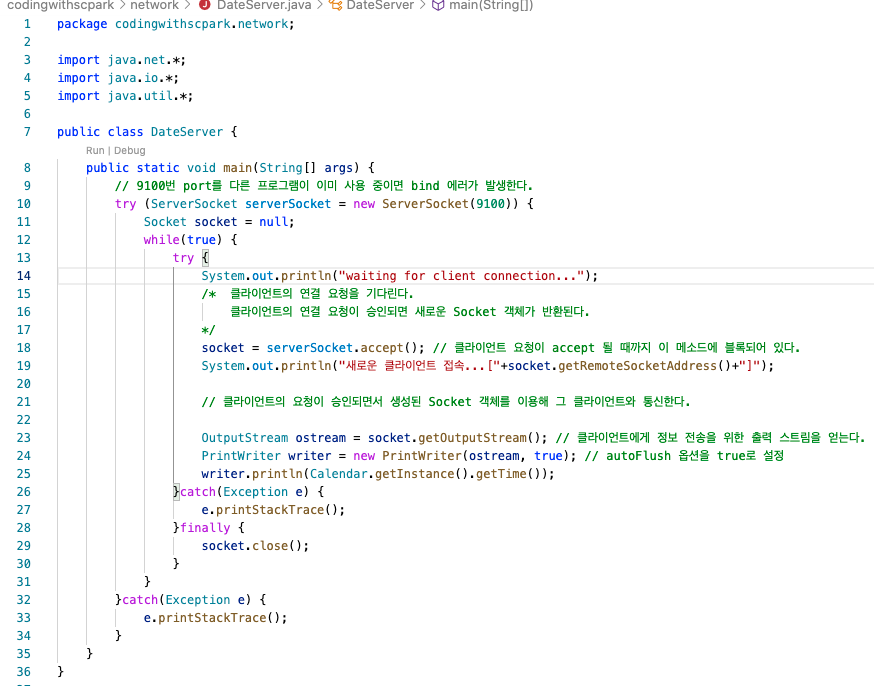 codingwithscpark > network > DateServer.java > DateServer > main(String[])
1 package codingwithscpark.network;
2
3 import java.net.*;
4 import java.io.*;
5 import java.util.*;
6
7 public class DateServer {
Run | Debug
8 public static void main(String[] args) {
9 // 9100번 port를 다른 프로그램이 이미 사용 중이면 bind 에러가 발생한다.
10 try (ServerSocket serverSocket = new ServerSocket(9100)) {
11 Socket socket = null;
12 while(true) {
13 try {
14 System.out.println("waiting for client connection...");
15 /* 클라이언트의 연결 요청을 기다린다.
16 클라이언트의 연결 요청이 승인되면 새로운 Socket 객체가 반환된다.
17 */
18 socket = serverSocket.accept(); // 클라이언트 요청이 accept 될 때까지 이 메소드에 블록되어 있다.
19 System.out.println("새로운 클라이언트 접속...["+socket.getRemoteSocketAddress()+"]");
20
21 // 클라이언트의 요청이 승인되면서 생성된 Socket 객체를 이용해 그 클라이언트와 통신한다.
22
23 OutputStream ostream = socket.getOutputStream(); // 클라이언트에게 정보 전송을 위한 출력 스트림을 얻는다.
24 PrintWriter writer = new PrintWriter(ostream, true); // autoFlush 옵션을 true로 설정
25 writer.println(Calendar.getInstance().getTime());
26 }catch(Exception e) {
27 e.printStackTrace();
28 }finally {
29 socket.close();
30 }
31 }
32 }catch(Exception e) {
33 e.printStackTrace();
34 }
35 }
36 }